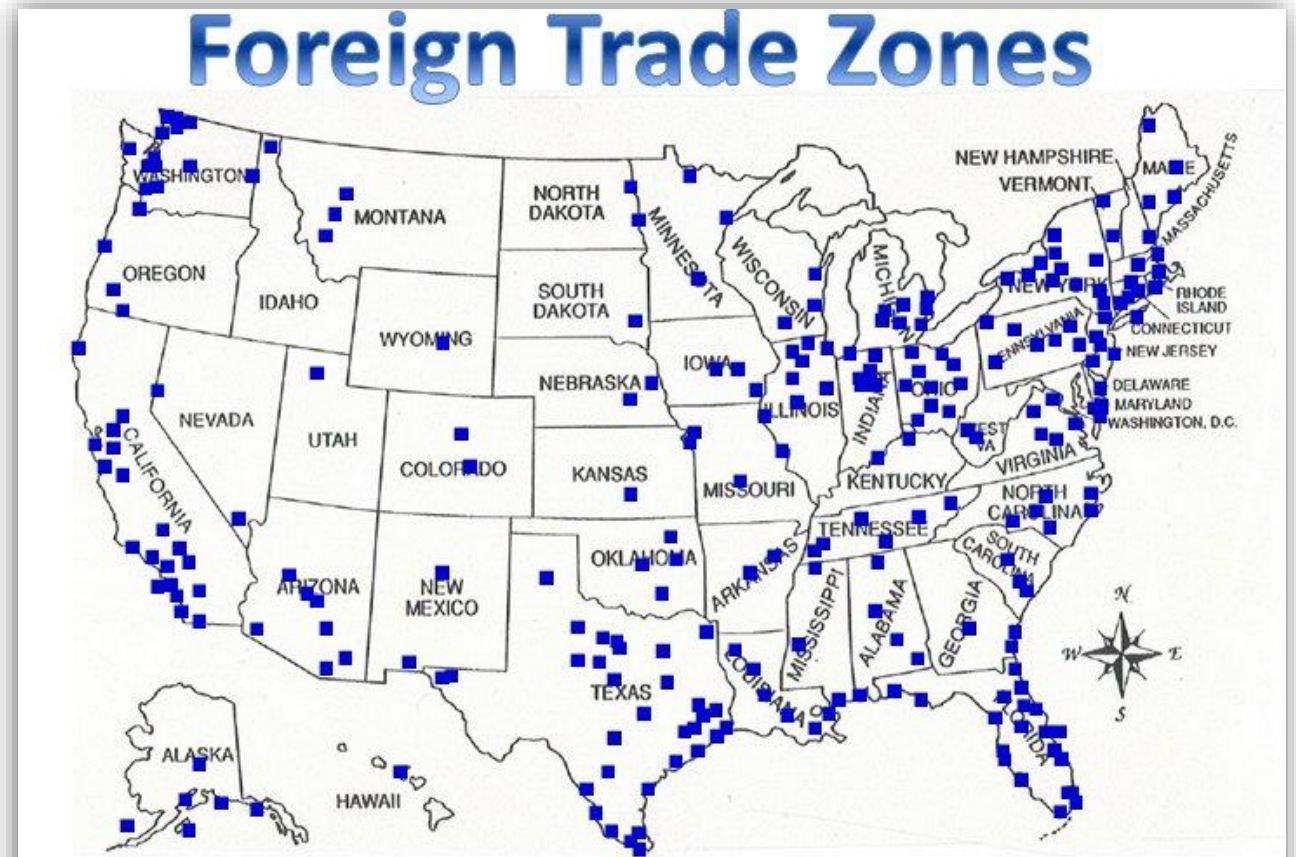 Foreign Trade Zones
WASHINGTON
MONTANA
NORTH
DAKOTA
MINNESOTA
WISCONSIN
MICHIGAN
NEW HAMPSHIRE
VERMONT
MAINE
MASSACHUSETTS
OREGON
IDAHO
WYOMING
SOUTH
DAKOTA
IOWA
NEW YORK
RHODE
ISLAND
CONNECTICUT
PENNSYLVANIA
NEW JERSEY
NEVADA
UTAH
COLORADO
NEBRASKA
ILLINOIS
INDIANA
OHIO
DELAWARE
MARYLAND
WASHINGTON, D.C.
CALIFORNIA
KANSAS
MISSOURI
KENTUCKY
WEST
VA
VIRGINIA
NORTH
CAROLINA
TENNESSEE
SOUTH
CAROLINA
ARIZONA
NEW
MEXICO
OKLAHOMA
ARKANSAS
MISSISSIPPI
ALABAMA
GEORGIA
N
W
E
S
TEXAS
LOUISIANA
FLORIDA
ALASKA
HAWAII